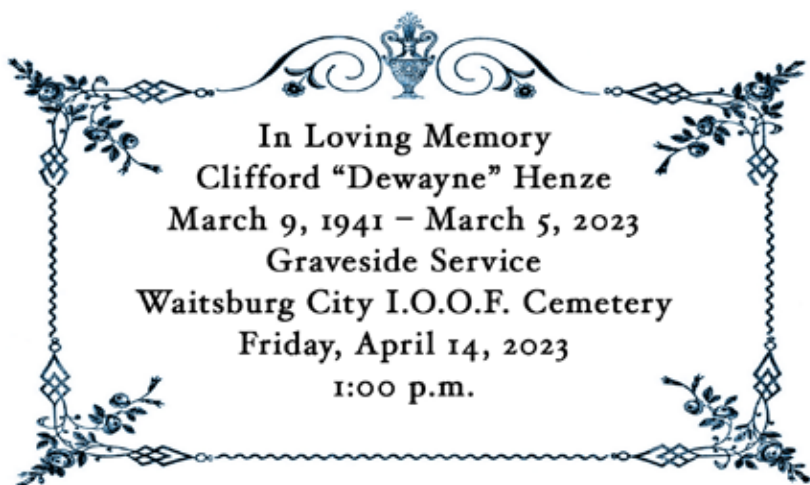 In Loving Memory
Clifford “Dewayne” Henze
March 9, 1941 – March 5, 2023
Graveside Service
Waitsburg City I.O.O.F. Cemetery
Friday, April 14, 2023
1:00 p.m.